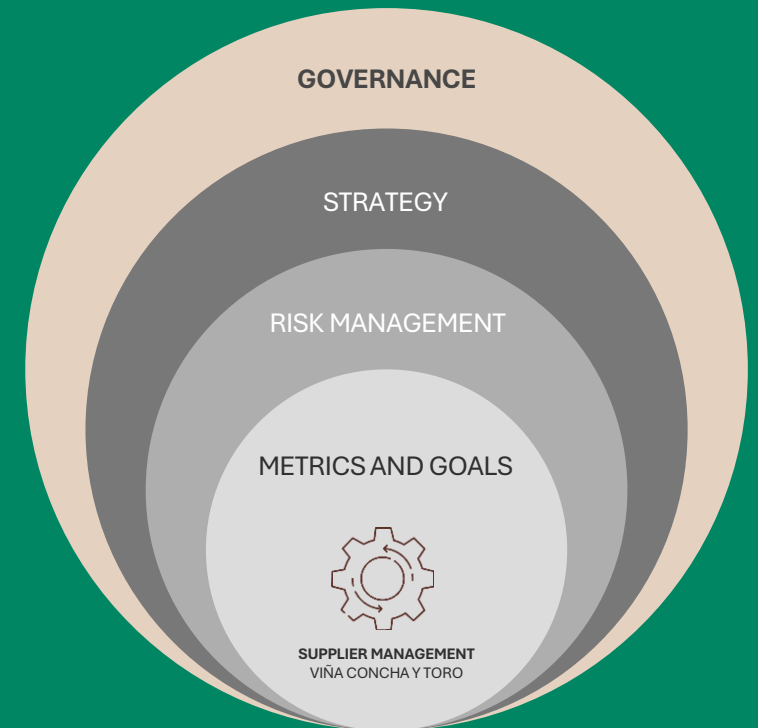 GOVERNANCE
STRATEGY
RISK MANAGEMENT
METRICS AND GOALS
SUPPLIER MANAGEMENT
VIÑA CONCHA Y TORO